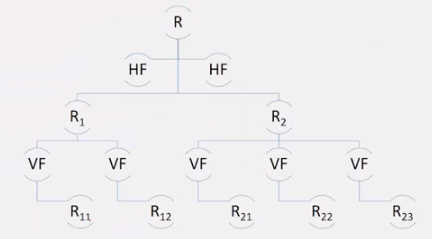 R
HF HF
R₁ R₂
VF VF VF VF VF
R₁₁ R₁₂ R₂₁ R₂₂ R₂₃